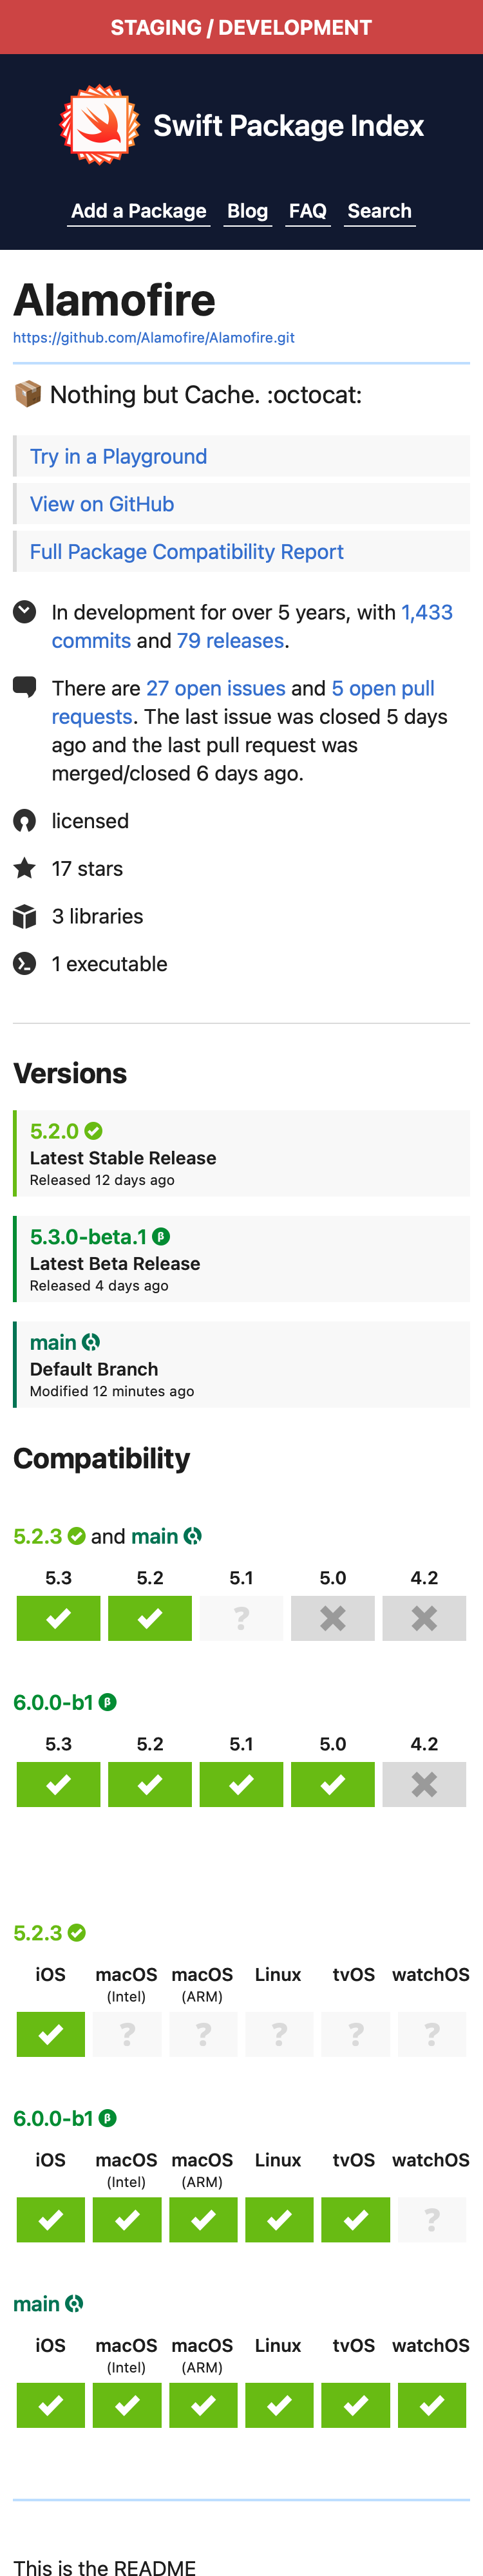 STAGING / DEVELOPMENT
Swift Package Index
Add a Package Blog FAQ Search
Alamofire
https://github.com/Alamofire/Alamofire.git
📦 Nothing but Cache. :octocat:
Try in a Playground
View on GitHub
Full Package Compatibility Report
In development for over 5 years, with 1,433
commits and 79 releases.
There are 27 open issues and 5 open pull
requests. The last issue was closed 5 days
ago and the last pull request was
merged/closed 6 days ago.
licensed
17 stars
3 libraries
1 executable
Versions
5.2.0
Latest Stable Release
Released 12 days ago
5.3.0-beta.1 β
Latest Beta Release
Released 4 days ago
main
Default Branch
Modified 12 minutes ago
Compatibility
5.2.3 and main
5.3 5.2 5.1 5.0 4.2
✓ ✓ ? ✖ ✖
6.0.0-b1 β
5.3 5.2 5.1 5.0 4.2
✓ ✓ ✓ ✓ ✖
5.2.3
iOS macOS macOS Linux tvOS watchOS
(Intel) (ARM)
✓ ? ? ? ? ?
6.0.0-b1 β
iOS macOS macOS Linux tvOS watchOS
(Intel) (ARM)
✓ ✓ ✓ ✓ ✓ ?
main
iOS macOS macOS Linux tvOS watchOS
(Intel) (ARM)
✓ ✓ ✓ ✓ ✓ ✓
This is the README